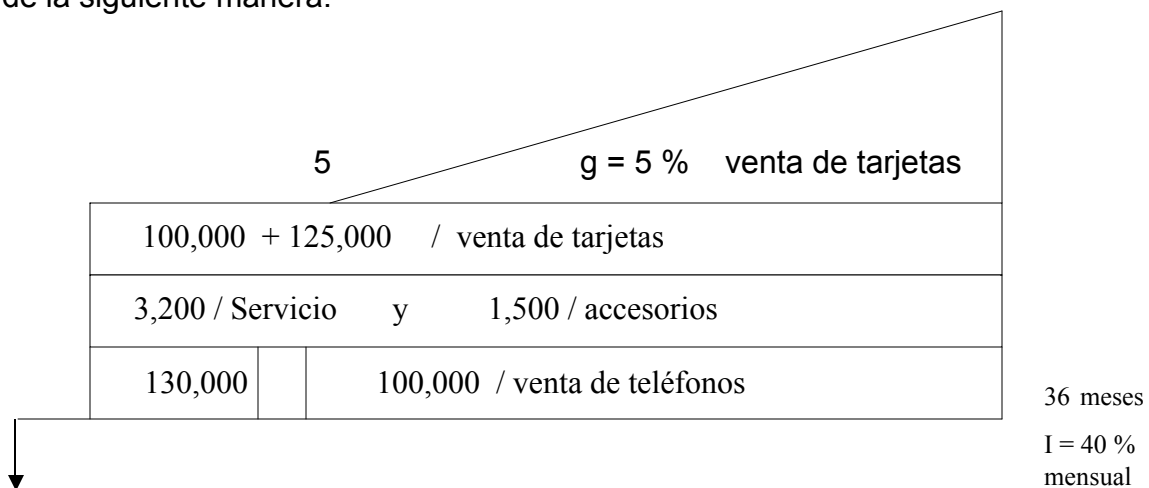 de la siguiente manera:
5 g = 5 % venta de tarjetas
100,000 + 125,000 / venta de tarjetas
3,200 / Servicio y 1,500 / accesorios
130,000 100,000 / venta de teléfonos
36 meses
I = 40 %
mensual